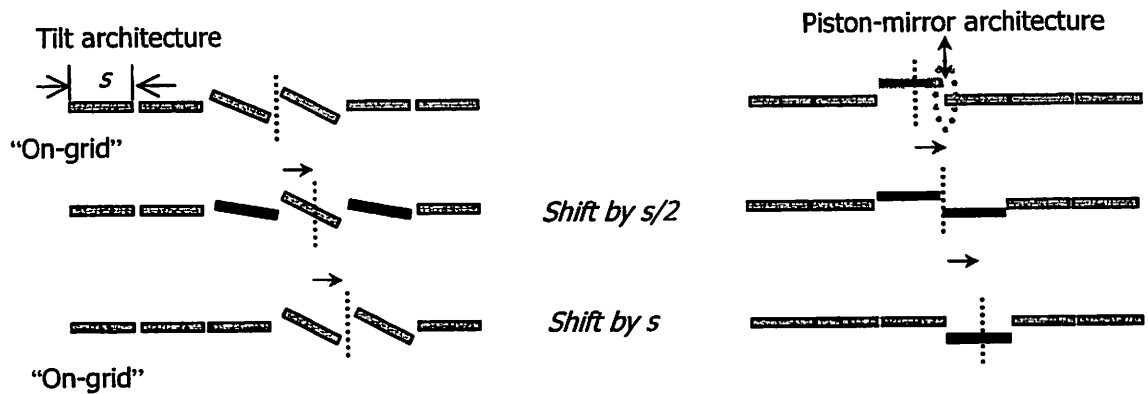 Tilt architecture
Piston-mirror architecture
s
“On-grid”
Shift by s/2
Shift by s
“On-grid”